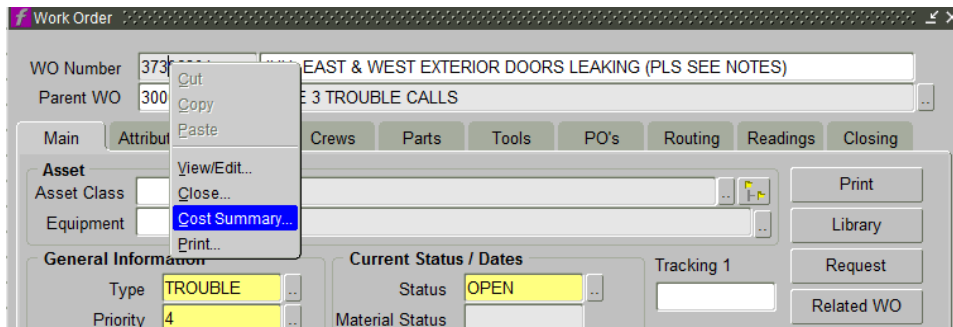 Work Order
WO Number 373 EAST & WEST EXTERIOR DOORS LEAKING (PLS SEE NOTES)
Parent WO 300 E 3 TROUBLE CALLS
Cut
Copy
Paste
View/Edit...
Close...
Cost Summary...
Print...
Main Attribut Crews Parts Tools PO's Routing Readings Closing
Asset
Asset Class
Equipment
Print
Library
Request
Related WO
General Information
Type TROUBLE
Priority 4
Current Status / Dates
Status OPEN
Material Status
Tracking 1